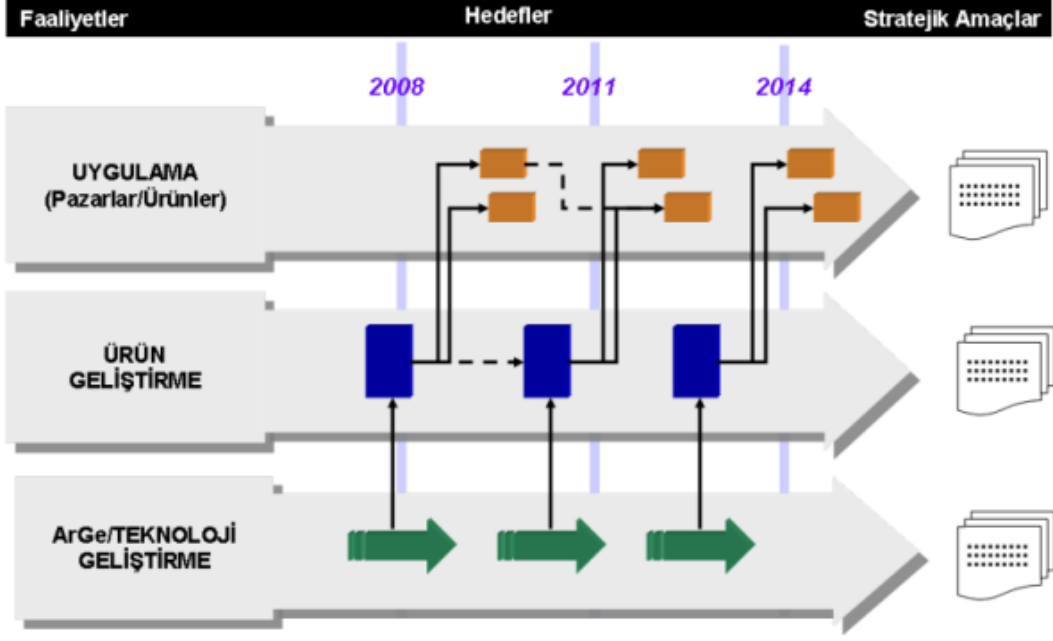 Faaliyetler
Hedefler
Stratejik Amaçlar
2008
2011
2014
UYGULAMA
(Pazarlar/Ürünler)
ÜRÜN
GELİŞTİRME
ArGe/TEKNOLOJİ
GELİŞTİRME